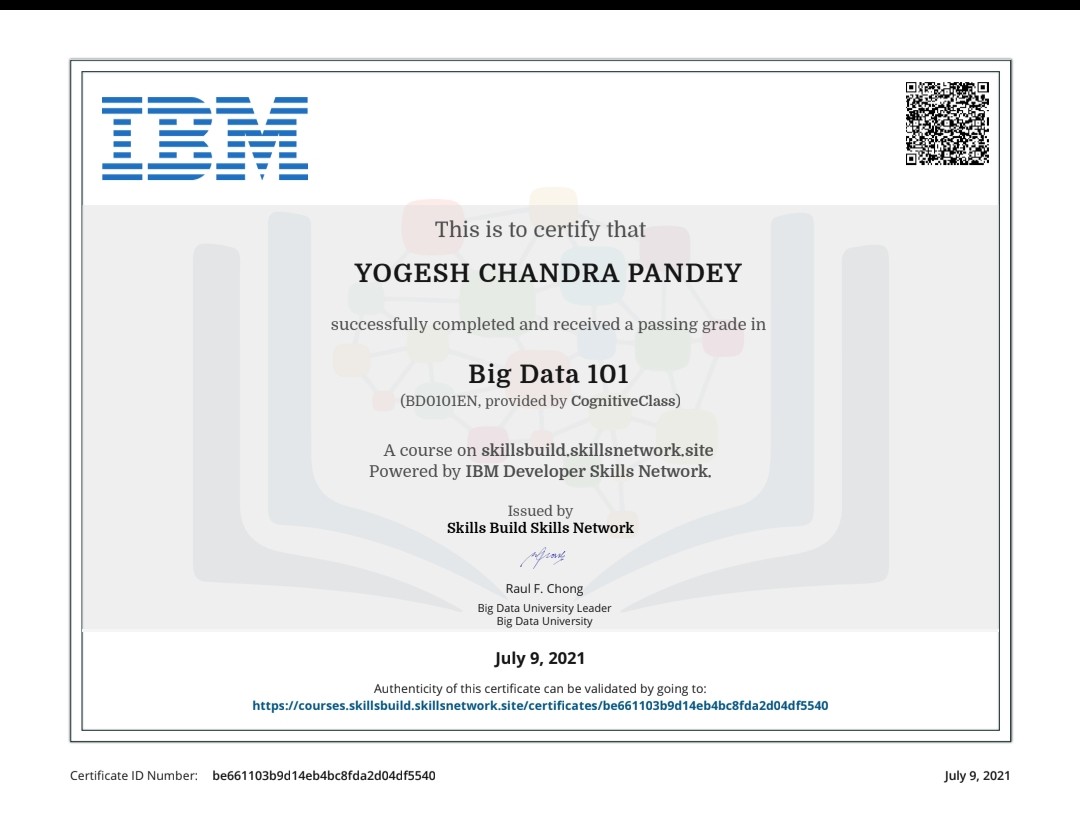 IBM
This is to certify that
YOGESH CHANDRA PANDEY
successfully completed and received a passing grade in
Big Data 101
(BD0101EN, provided by CognitiveClass)
A course on skillsbuild.skillsnetwork.site
Powered by IBM Developer Skills Network.
Issued by
Skills Build Skills Network
Raul F. Chong
Big Data University Leader
Big Data University
July 9, 2021
Authenticity of this certificate can be validated by going to:
https://courses.skillsbuild.skillsnetwork.site/certificates/be661103b9d14eb4bc8fda2d04df5540
Certificate ID Number: be661103b9d14eb4bc8fda2d04df5540
July 9, 2021